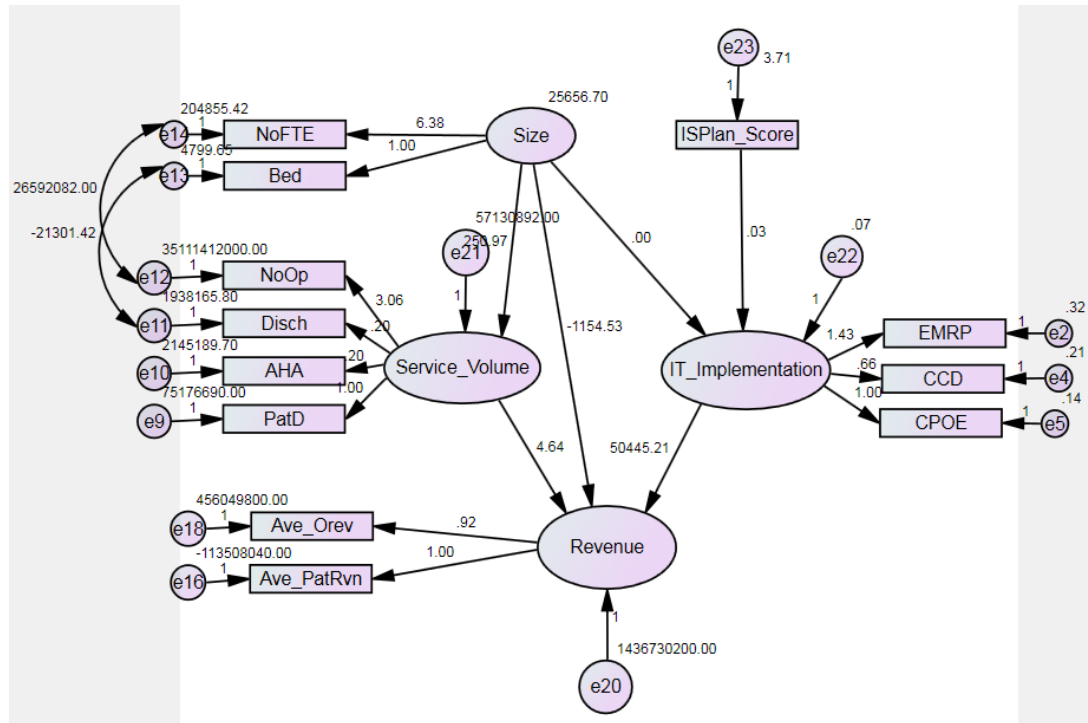 e23
3.71
1
ISPlan_Score
25656.70
Size
204855.42
e14
1
NoFTE
6.38
4799.65
e13
1
Bed
1.00
26592082.00
-21301.42
57130892.00
250.97
e21
1
.00
.03
.07
e22
1
35111412000.00
e12
1
NoOp
3.06
1938165.80
e11
1
Disch
.20
2145189.70
e10
1
AHA
.20
75176690.00
e9
1
PatD
1.00
Service_Volume
-1154.53
IT_Implementation
1.43
EMRP
1
.32
e2
.66
CCD
1
.21
e4
1.00
CPOE
1
.14
e5
4.64
50445.21
456049800.00
e18
1
Ave_Orev
.92
Revenue
-113508040.00
e16
1
Ave_PatRvn
1.00
1
1436730200.00
e20